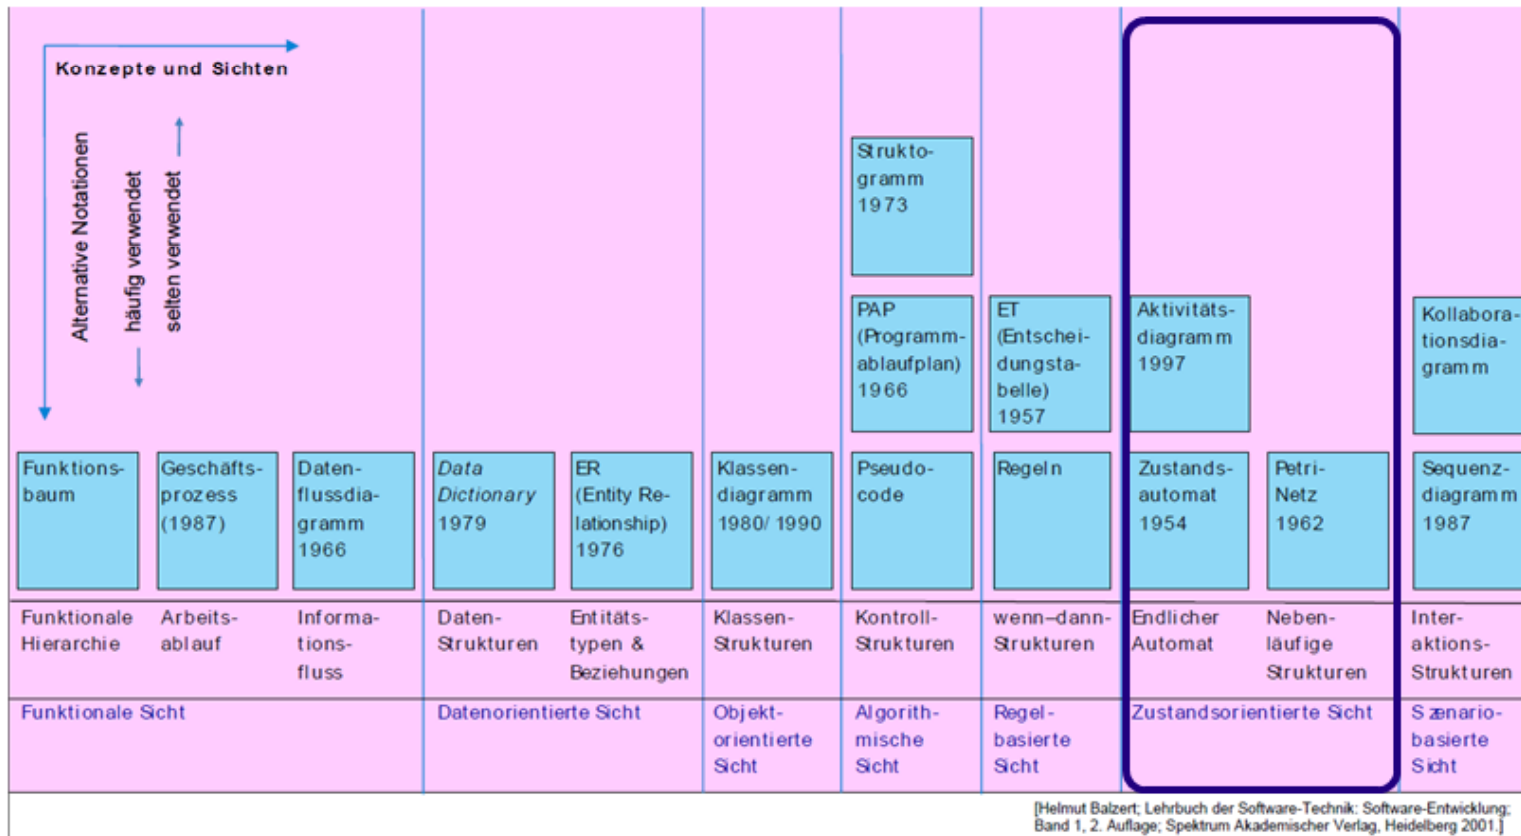 Konzepte und Sichten
Alternative Notationen
häufig verwendet
selten verwendet
Strukto-
gramm
1973
PAP
(Programm-
ablaufplan)
1966
ET
(Entschei-
dungsta-
belle)
1957
Aktivitäts-
diagramm
1997
Kollabora-
tionsdia-
gramm
Funktions-
baum
Geschäfts-
prozess
(1987)
Daten-
flussdia-
gramm
1966
Data
Dictionary
1979
ER
(Entity Re-
lationship)
1976
Klassen-
diagramm
1980/1990
Pseudo-
code
Regeln
Zustands-
automat
1954
Petri-
Netz
1962
Sequenz-
diagramm
1987
Funktionale
Hierarchie
Arbeits-
ablauf
Informa-
tions-
fluss
Daten-
Strukturen
Entitäts-
typen &
Beziehungen
Klassen-
Strukturen
Kontroll-
Strukturen
wenn–dann-
Strukturen
Endlicher
Automat
Neben-
läufige
Strukturen
Inter-
aktions-
Strukturen
Funktionale Sicht
Datenorientierte Sicht
Objekt-
orientierte
Sicht
Algorith-
mische
Sicht
Regel-
basierte
Sicht
Zustandsorientierte Sicht
Szenario-
basierte
Sicht
[Helmut Balzert; Lehrbuch der Software-Technik: Software-Entwicklung;
Band 1, 2. Auflage; Spektrum Akademischer Verlag, Heidelberg 2001.]